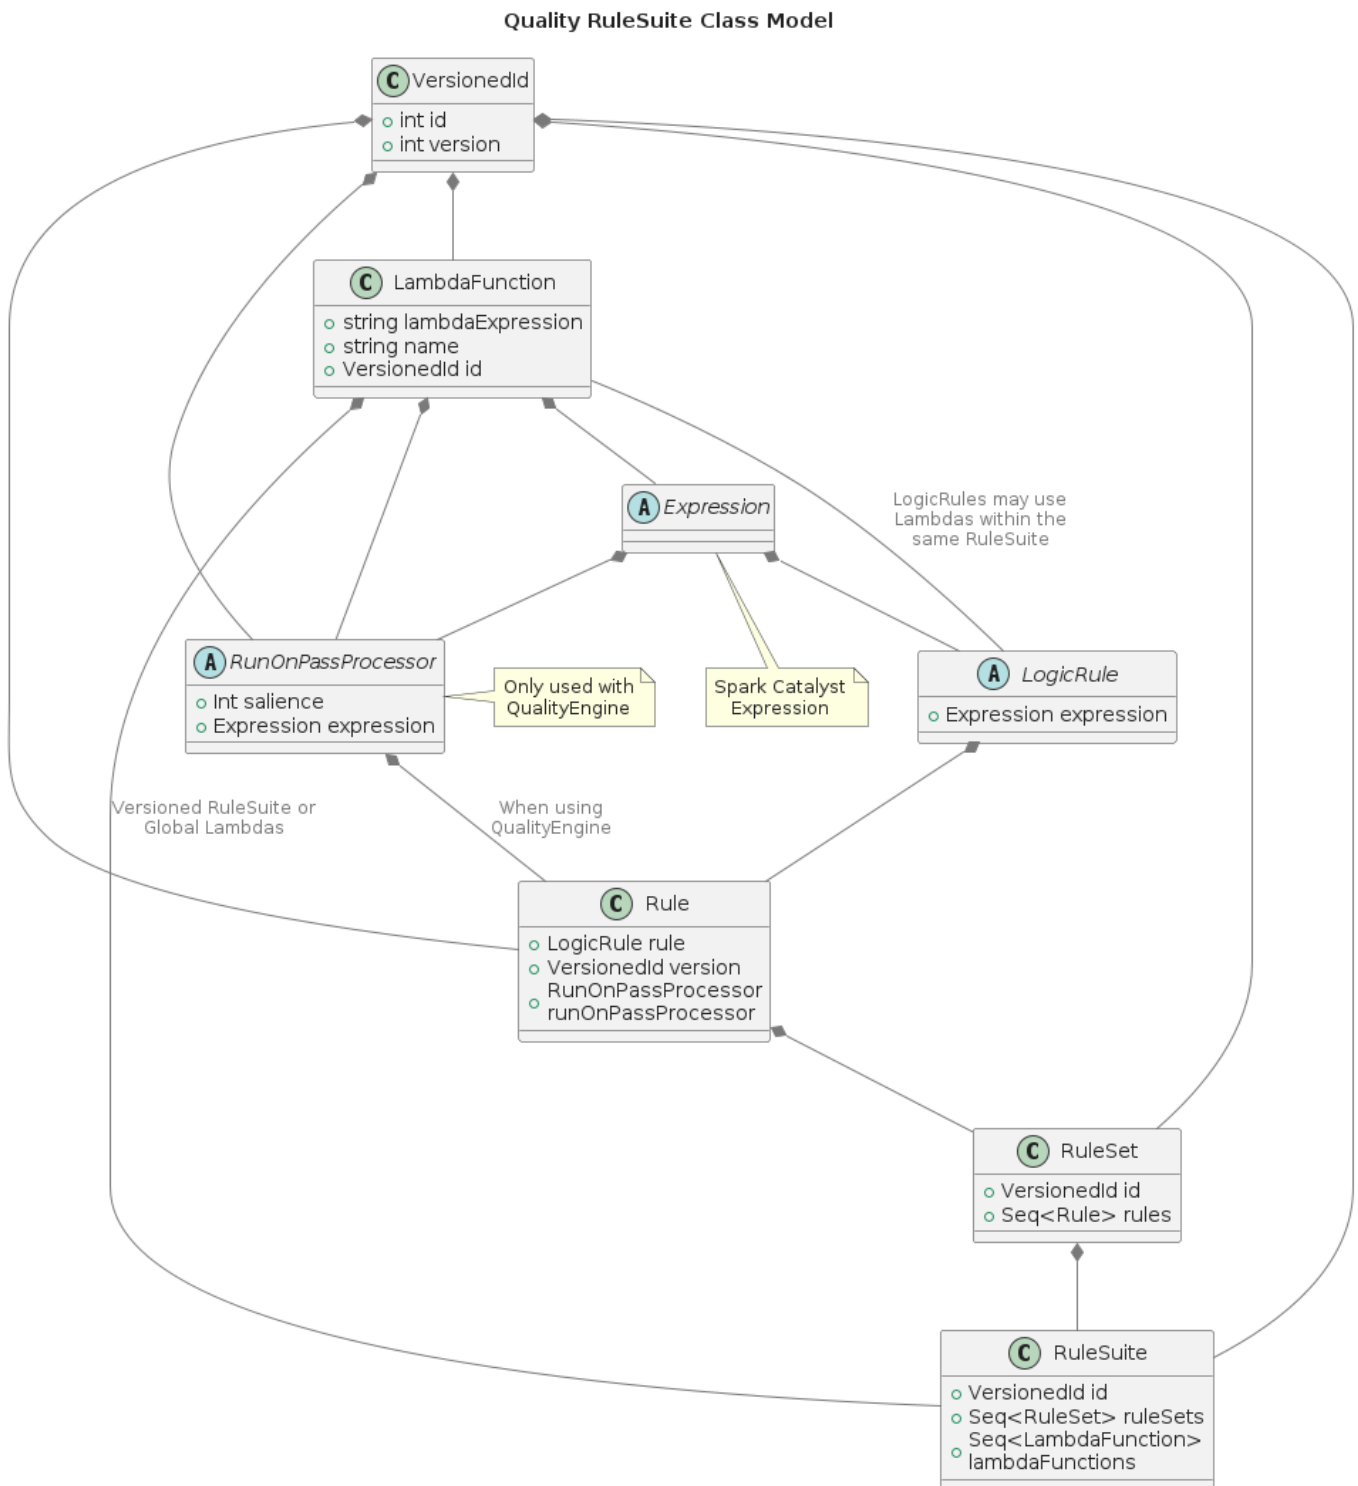 Quality RuleSuite Class Model
C VersionedId
int id
int version
C LambdaFunction
string lambdaExpression
string name
VersionedId id
A Expression
LogicRules may use
Lambdas within the
same RuleSuite
A RunOnPassProcessor
Int salience
Expression expression
Only used with
QualityEngine
Spark Catalyst
Expression
A LogicRule
Expression expression
Versioned RuleSuite or
Global Lambdas
When using
QualityEngine
C Rule
LogicRule rule
VersionedId version
RunOnPassProcessor
runOnPassProcessor
C RuleSet
VersionedId id
Seq<Rule> rules
C RuleSuite
VersionedId id
Seq<RuleSet> ruleSets
Seq<LambdaFunction>
lambdaFunctions